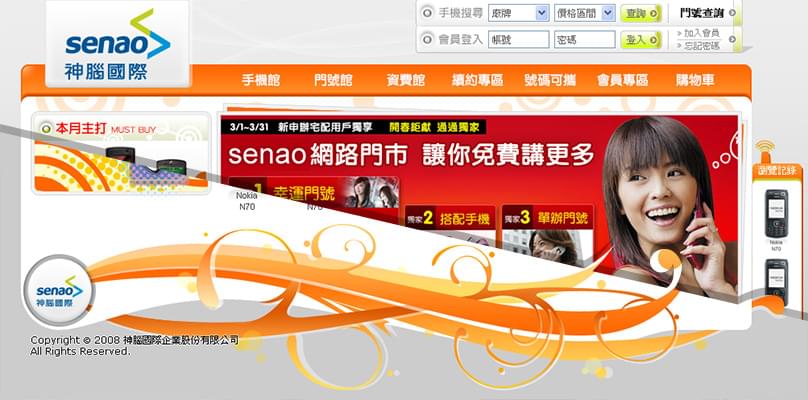 senao
神腦國際
手機搜尋 廠牌 價格區間 查詢 門號查詢
會員登入 帳號 密碼 登入 » 加入會員
» 忘記密碼
手機館 門號館 資費館 續約專區 號碼可攜 會員專區 購物車
本月主打 MUST BUY
3/1~3/31 新申辦宅配用戶獨享 開春鉅獻 通通獨家
senao 網路門市 讓你免費講更多
1 幸運門號
獨家2 搭配手機
獨家3 單辦門號
Nokia
N70
N70
瀏覽記錄
Nokia
N70
senao
神腦國際
Copyright © 2008 神腦國際企業股份有限公司
All Rights Reserved.